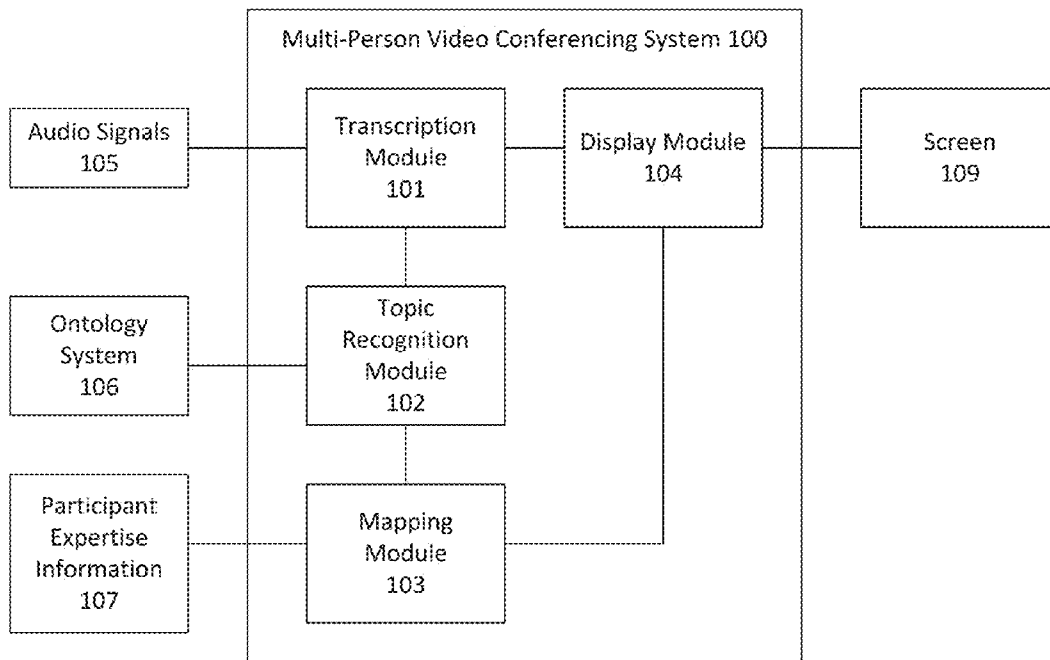 Multi-Person Video Conferencing System 100
Audio Signals
105
Transcription
Module
101
Display Module
104
Screen
109
Ontology
System
106
Topic
Recognition
Module
102
Participant
Expertise
Information
107
Mapping
Module
103